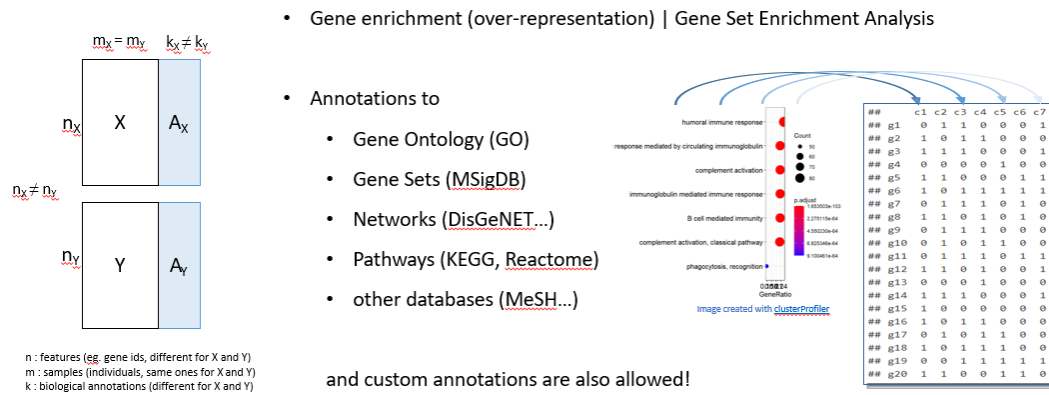 • Gene enrichment (over-representation) | Gene Set Enrichment Analysis
mX = mY kX ≠ kY
nX X AX
nX ≠ nY
nY Y AY
n : features (eg. gene ids, different for X and Y)
m : samples (individuals, same ones for X and Y)
k : biological annotations (different for X and Y)
• Annotations to
• Gene Ontology (GO)
• Gene Sets (MSigDB)
• Networks (DisGeNET...)
• Pathways (KEGG, Reactome)
• other databases (MeSH...)
and custom annotations are also allowed!
humoral immune response
response mediated by circulating immunoglobulin
complement activation
immunoglobulin mediated immune response
B cell mediated immunity
complement activation, classical pathway
phagocytosis, recognition
GeneRatio
Count
50
60
70
80
p.adjust
Image created with clusterProfiler
## c1 c2 c3 c4 c5 c6 c7
## g1 0 1 1 0 0 0 1
## g2 1 0 1 1 0 0 0
## g3 1 1 1 0 0 0 1
## g4 0 0 0 0 1 0 0
## g5 1 1 0 0 0 1 1
## g6 1 0 1 1 1 1 1
## g7 0 1 1 0 1 1 0
## g8 1 1 0 1 0 1 0
## g9 0 1 1 1 0 0 0
## g10 0 1 0 1 1 0 0
## g11 0 1 1 1 1 1 0
## g12 1 1 0 1 0 0 1
## g13 0 0 0 1 0 0
## g14 1 1 1 0 0 0 1
## g15 1 0 0 0 0 0 0
## g16 1 0 1 1 0 0 0
## g17 0 1 0 1 1 0
## g18 1 0 1 1 1 0 0
## g19 0 0 1 1 1 1 1
## g20 1 1 0 1 1 0